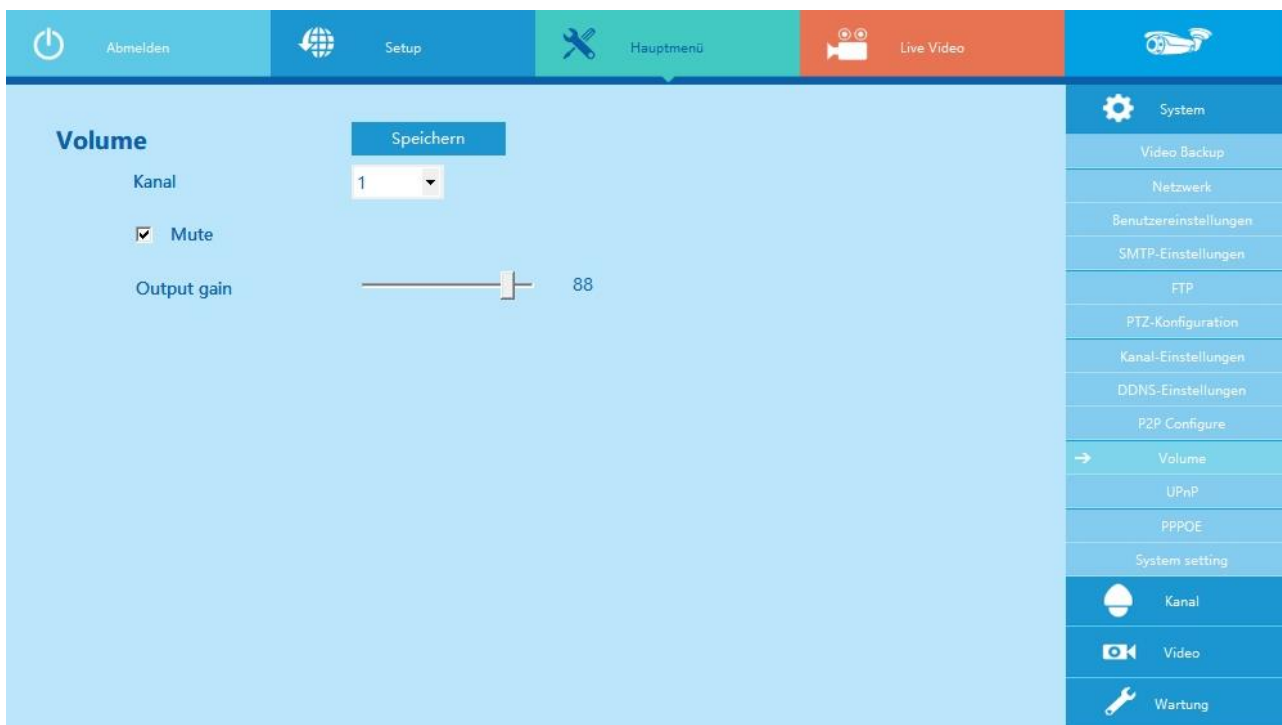 Abmelden
Setup
Hauptmenü
Live Video
Volume
Speichern
Kanal
1
Mute
Output gain
88
System
Video Backup
Netzwerk
Benutzereinstellungen
SMTP-Einstellungen
FTP
PTZ-Konfiguration
Kanal-Einstellungen
DDNS-Einstellungen
P2P Configure
Volume
UPnP
PPPOE
System setting
Kanal
Video
Wartung